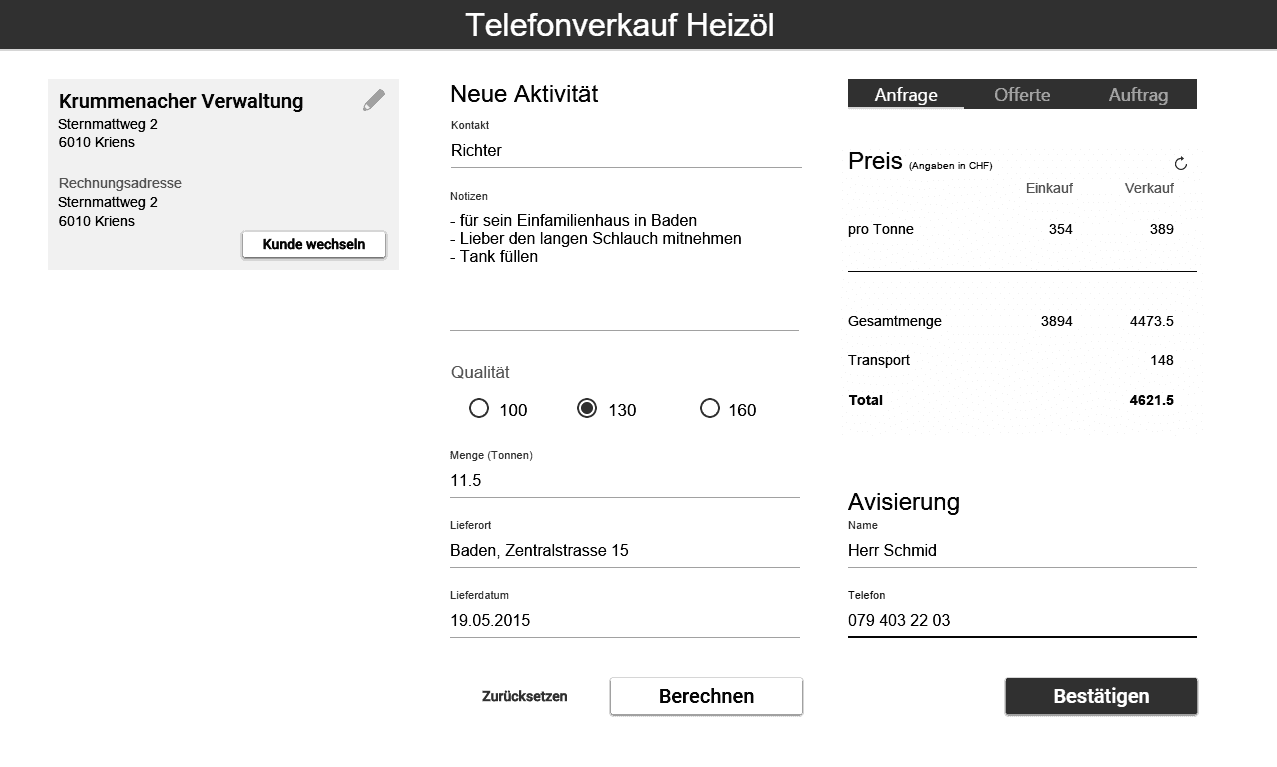 Telefonverkauf Heizöl
Krummenacher Verwaltung
Sternmattweg 2
6010 Kriens
Rechnungsadresse
Sternmattweg 2
6010 Kriens
Kunde wechseln
Neue Aktivität
Kontakt
Richter
Notizen
- für sein Einfamilienhaus in Baden
- Lieber den langen Schlauch mitnehmen
- Tank füllen
Qualität
100 130 160
Menge (Tonnen)
11.5
Lieferort
Baden, Zentralstrasse 15
Lieferdatum
19.05.2015
Zurücksetzen Berechnen
Anfrage Offerte Auftrag
Preis (Angaben in CHF)
Einkauf Verkauf
pro Tonne 354 389
Gesamtmenge 3894 4473.5
Transport 148
Total 4621.5
Avisierung
Name
Herr Schmid
Telefon
079 403 22 03
Bestätigen